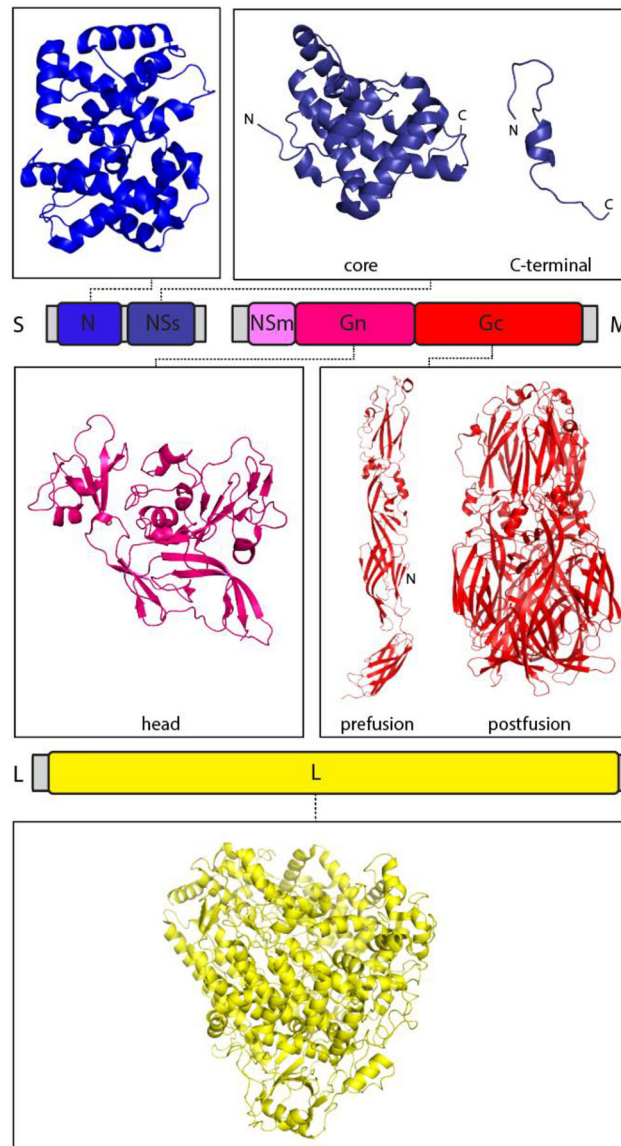 N
C
N
C
core
C-terminal
S
N
NSs
NSm
Gn
Gc
M
N
head
prefusion
postfusion
L
L